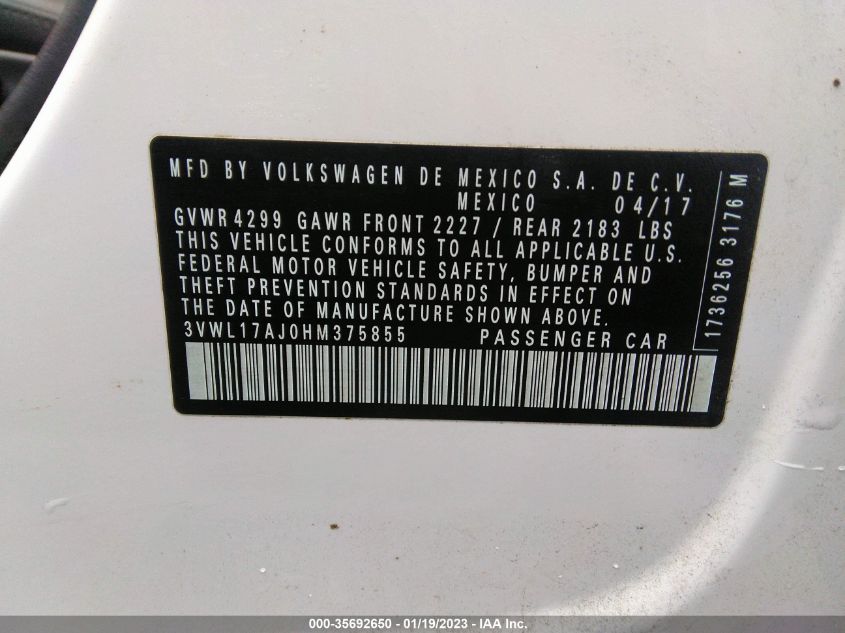 MFD BY VOLKSWAGEN DE MEXICO S.A. DE C.V.
MEXICO 04/17
GVWR 4299 GAWR FRONT 2227 / REAR 2183 LBS
THIS VEHICLE CONFORMS TO ALL APPLICABLE U.S.
FEDERAL MOTOR VEHICLE SAFETY, BUMPER AND
THEFT PREVENTION STANDARDS IN EFFECT ON
THE DATE OF MANUFACTURE SHOWN ABOVE.
3VWL17AJ0HM375855 PASSENGER CAR
1736256 3176 M
000-35692650 - 01/19/2023 - IAA Inc.